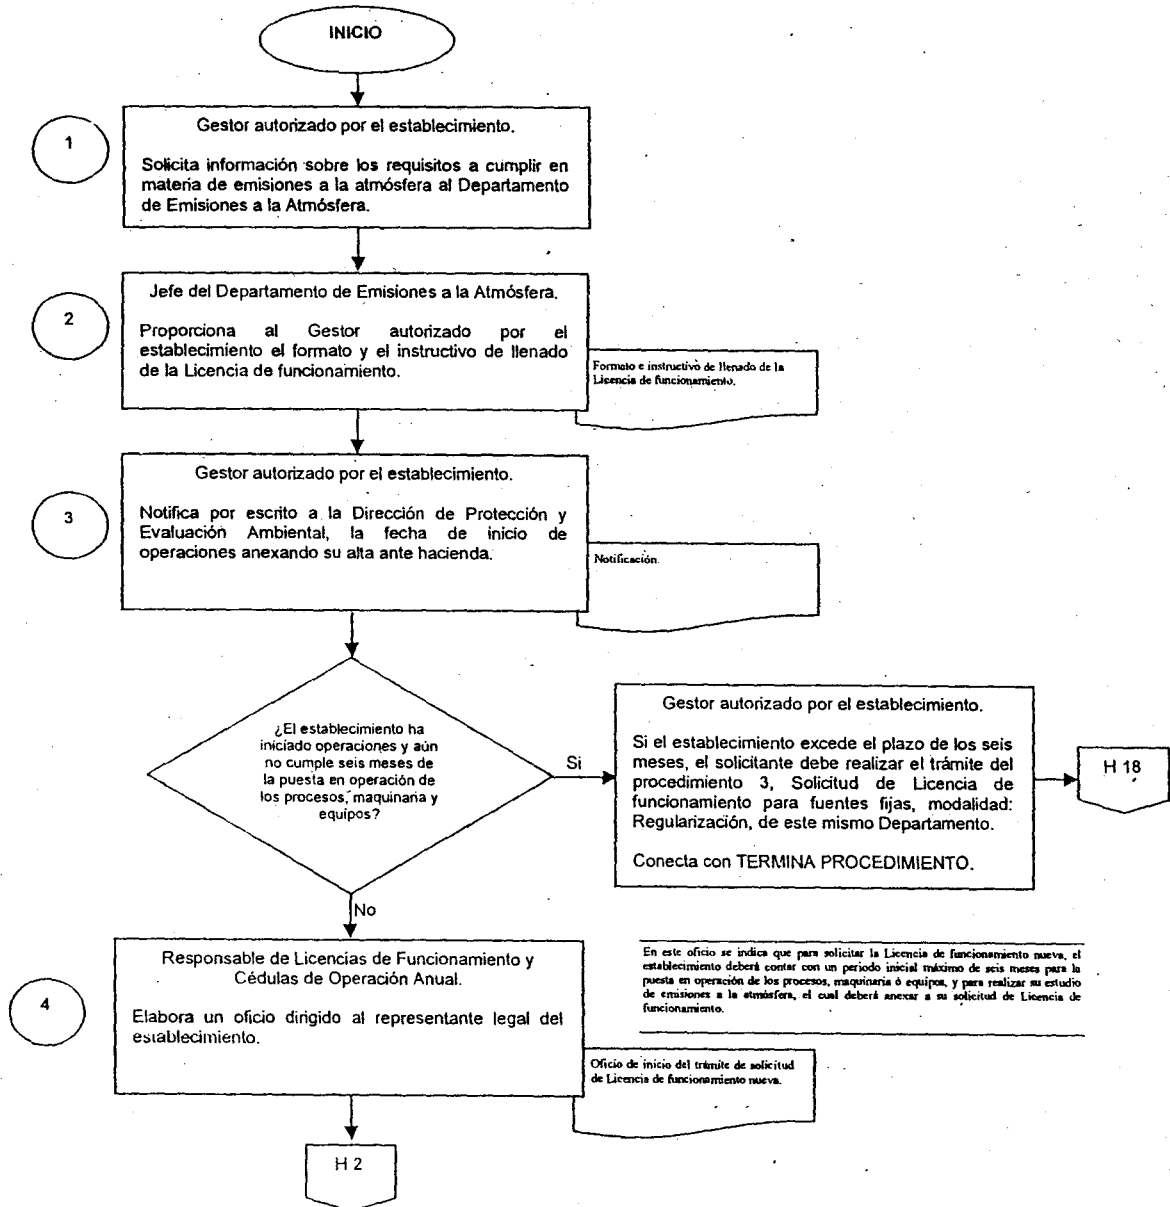 INICIO
1
Gestor autorizado por el establecimiento.
Solicita información sobre los requisitos a cumplir en
materia de emisiones a la atmósfera al Departamento
de Emisiones a la Atmósfera.
2
Jefe del Departamento de Emisiones a la Atmósfera.
Proporciona al Gestor autorizado por el
establecimiento el formato y el instructivo de llenado
de la Licencia de funcionamiento.
Formato e instructivo de llenado de la
Licencia de funcionamiento.
3
Gestor autorizado por el establecimiento.
Notifica por escrito a la Dirección de Protección y
Evaluación Ambiental, la fecha de inicio de
operaciones anexando su alta ante hacienda.
Notificación.
¿El establecimiento ha
iniciado operaciones y aún
no cumple seis meses de
la puesta en operación de
los procesos, maquinaria y
equipos?
Si
Gestor autorizado por el establecimiento.
Si el establecimiento excede el plazo de los seis
meses, el solicitante debe realizar el trámite del
procedimiento 3, Solicitud de Licencia de
funcionamiento para fuentes fijas, modalidad:
Regularización, de este mismo Departamento.
Conecta con TERMINA PROCEDIMIENTO.
H 18
No
4
Responsable de Licencias de Funcionamiento y
Cédulas de Operación Anual.
Elabora un oficio dirigido al representante legal del
establecimiento.
En este oficio se indica que para solicitar la Licencia de funcionamiento nueva, el
establecimiento deberá contar con un periodo inicial máximo de seis meses para la
puesta en operación de los procesos, maquinaria ó equipos, y para realizar su estudio
de emisiones a la atmósfera, el cual deberá anexar a su solicitud de Licencia de
funcionamiento.
Oficio de inicio del trámite de solicitud
de Licencia de funcionamiento nueva.
H 2